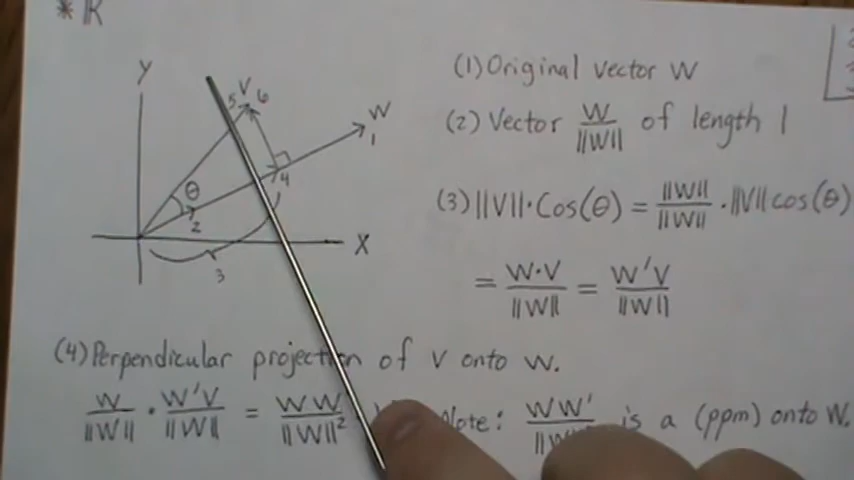 * R
Y
V
5
6
W
1
θ
2
4
X
3
(1) Original vector W
(2) Vector W/||W|| of length 1
(3) ||V||·Cos(θ) = ||W||/||W|| · ||V||cos(θ)
= W·V/||W|| = W'V/||W||
(4) Perpendicular projection of V onto W.
W/||W|| · W'V/||W|| = WW'/||W||² Note: WW'/||W|| is a (ppm) onto W.